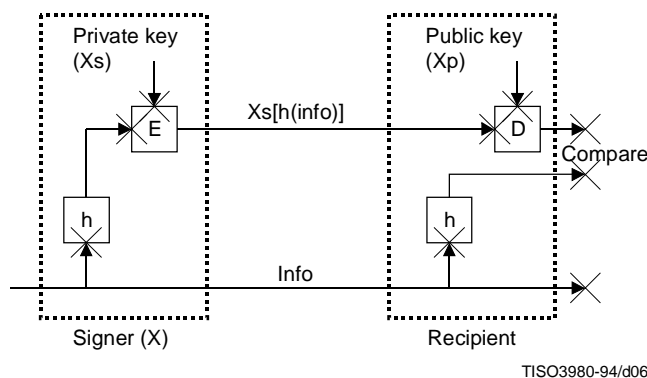 Private key
(Xs)
Public key
(Xp)
Xs[h(info)]
E
D
Compare
h
h
Info
Signer (X)
Recipient
TISO3980-94/d06